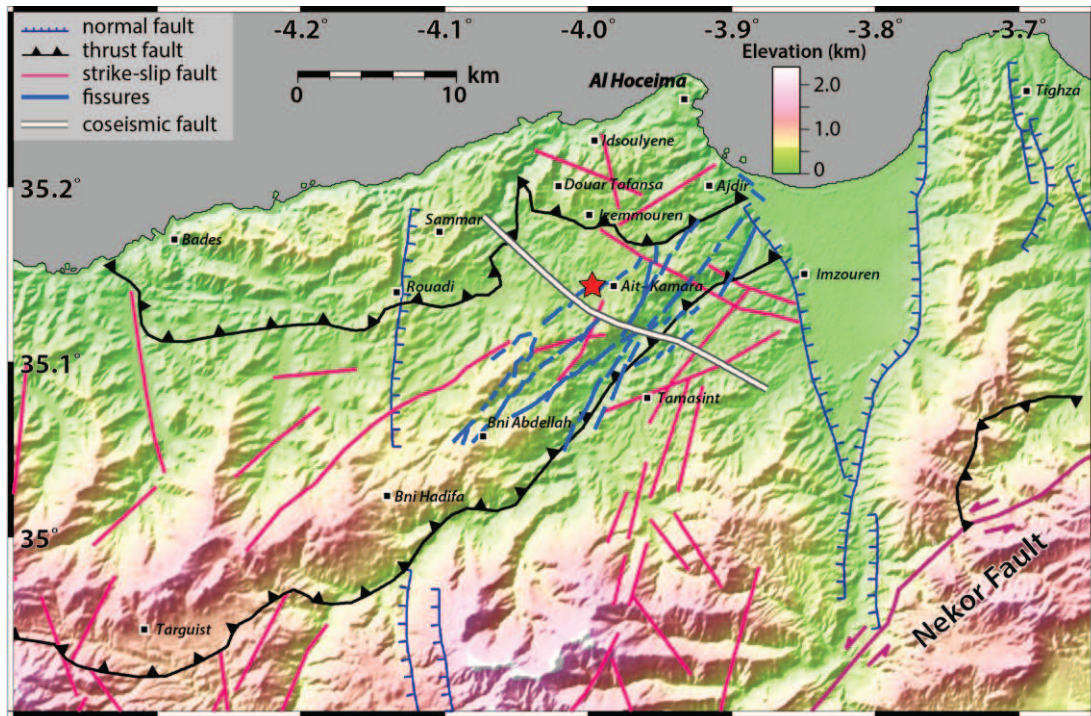 normal fault
thrust fault
strike-slip fault
fissures
coseismic fault
-4.2° -4.1° -4.0° -3.9° -3.8° -3.7°
km
0 10
Elevation (km)
2.0
1.0
0
Al Hoceima
Tighza
Idsoulyene
35.2°
Douar Tafansa
Ajdir
Izemmouren
Sammar
Bades
Imzouren
Rouadi
Ait-Kamara
35.1°
Tamasint
Bni Abdellah
Bni Hadifa
35°
Nekor Fault
Targuist